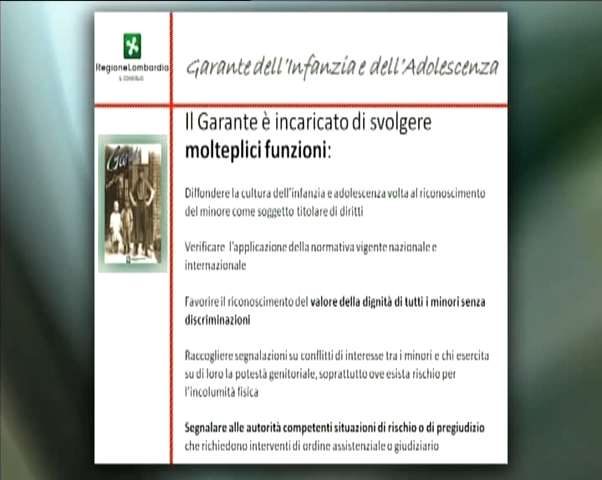 RegioneLombardia
IL CONSIGLIO
Garante dell'Infanzia e dell'Adolescenza
Il Garante è incaricato di svolgere
molteplici funzioni:
Diffondere la cultura dell'infanzia e adolescenza volta al riconoscimento
del minore come soggetto titolare di diritti
Verificare l'applicazione della normativa vigente nazionale e
internazionale
Favorire il riconoscimento del valore della dignità di tutti i minori senza
discriminazioni
Raccogliere segnalazioni su conflitti di interesse tra i minori e chi esercita
su di loro la potestà genitoriale, soprattutto ove esista rischio per
l'incolumità fisica
Segnalare alle autorità competenti situazioni di rischio o di pregiudizio
che richiedono interventi di ordine assistenziale o giudiziario